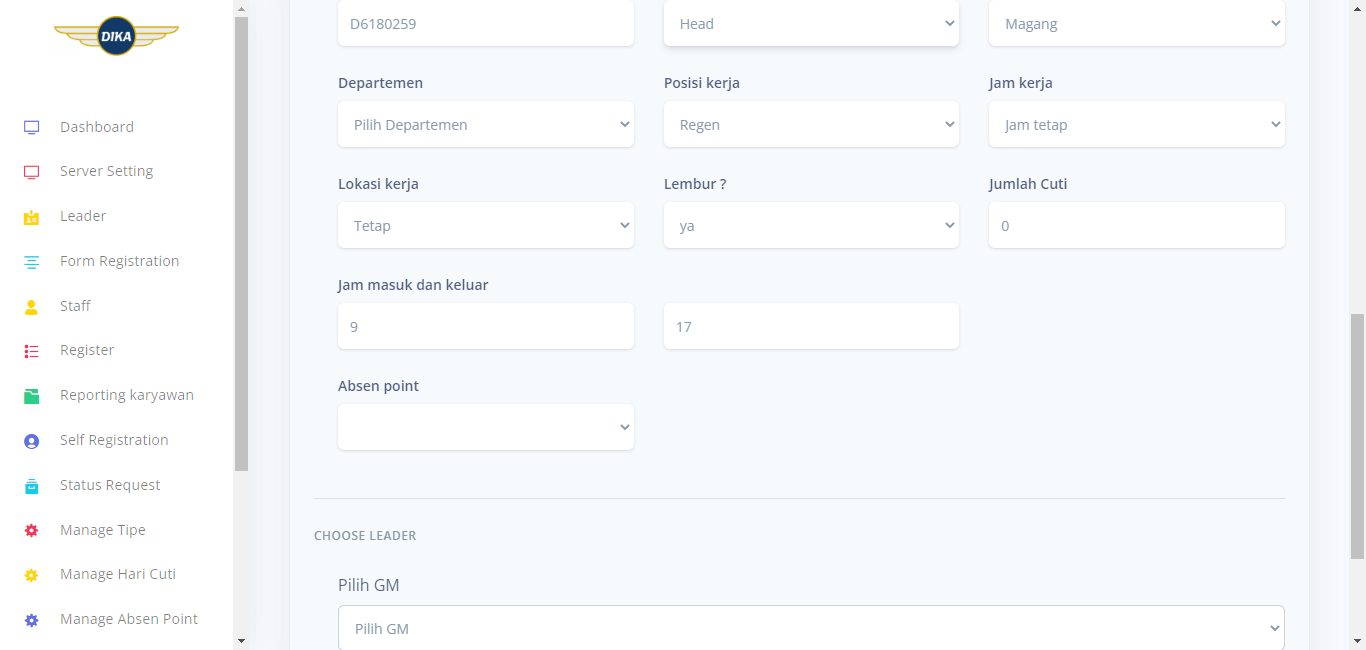 DIKA
Dashboard
Server Setting
Leader
Form Registration
Staff
Register
Reporting karyawan
Self Registration
Status Request
Manage Tipe
Manage Hari Cuti
Manage Absen Point
D6180259
Head
Magang
Departemen
Posisi kerja
Jam kerja
Pilih Departemen
Regen
Jam tetap
Lokasi kerja
Lembur ?
Jumlah Cuti
Tetap
ya
0
Jam masuk dan keluar
9
17
Absen point
CHOOSE LEADER
Pilih GM
Pilih GM